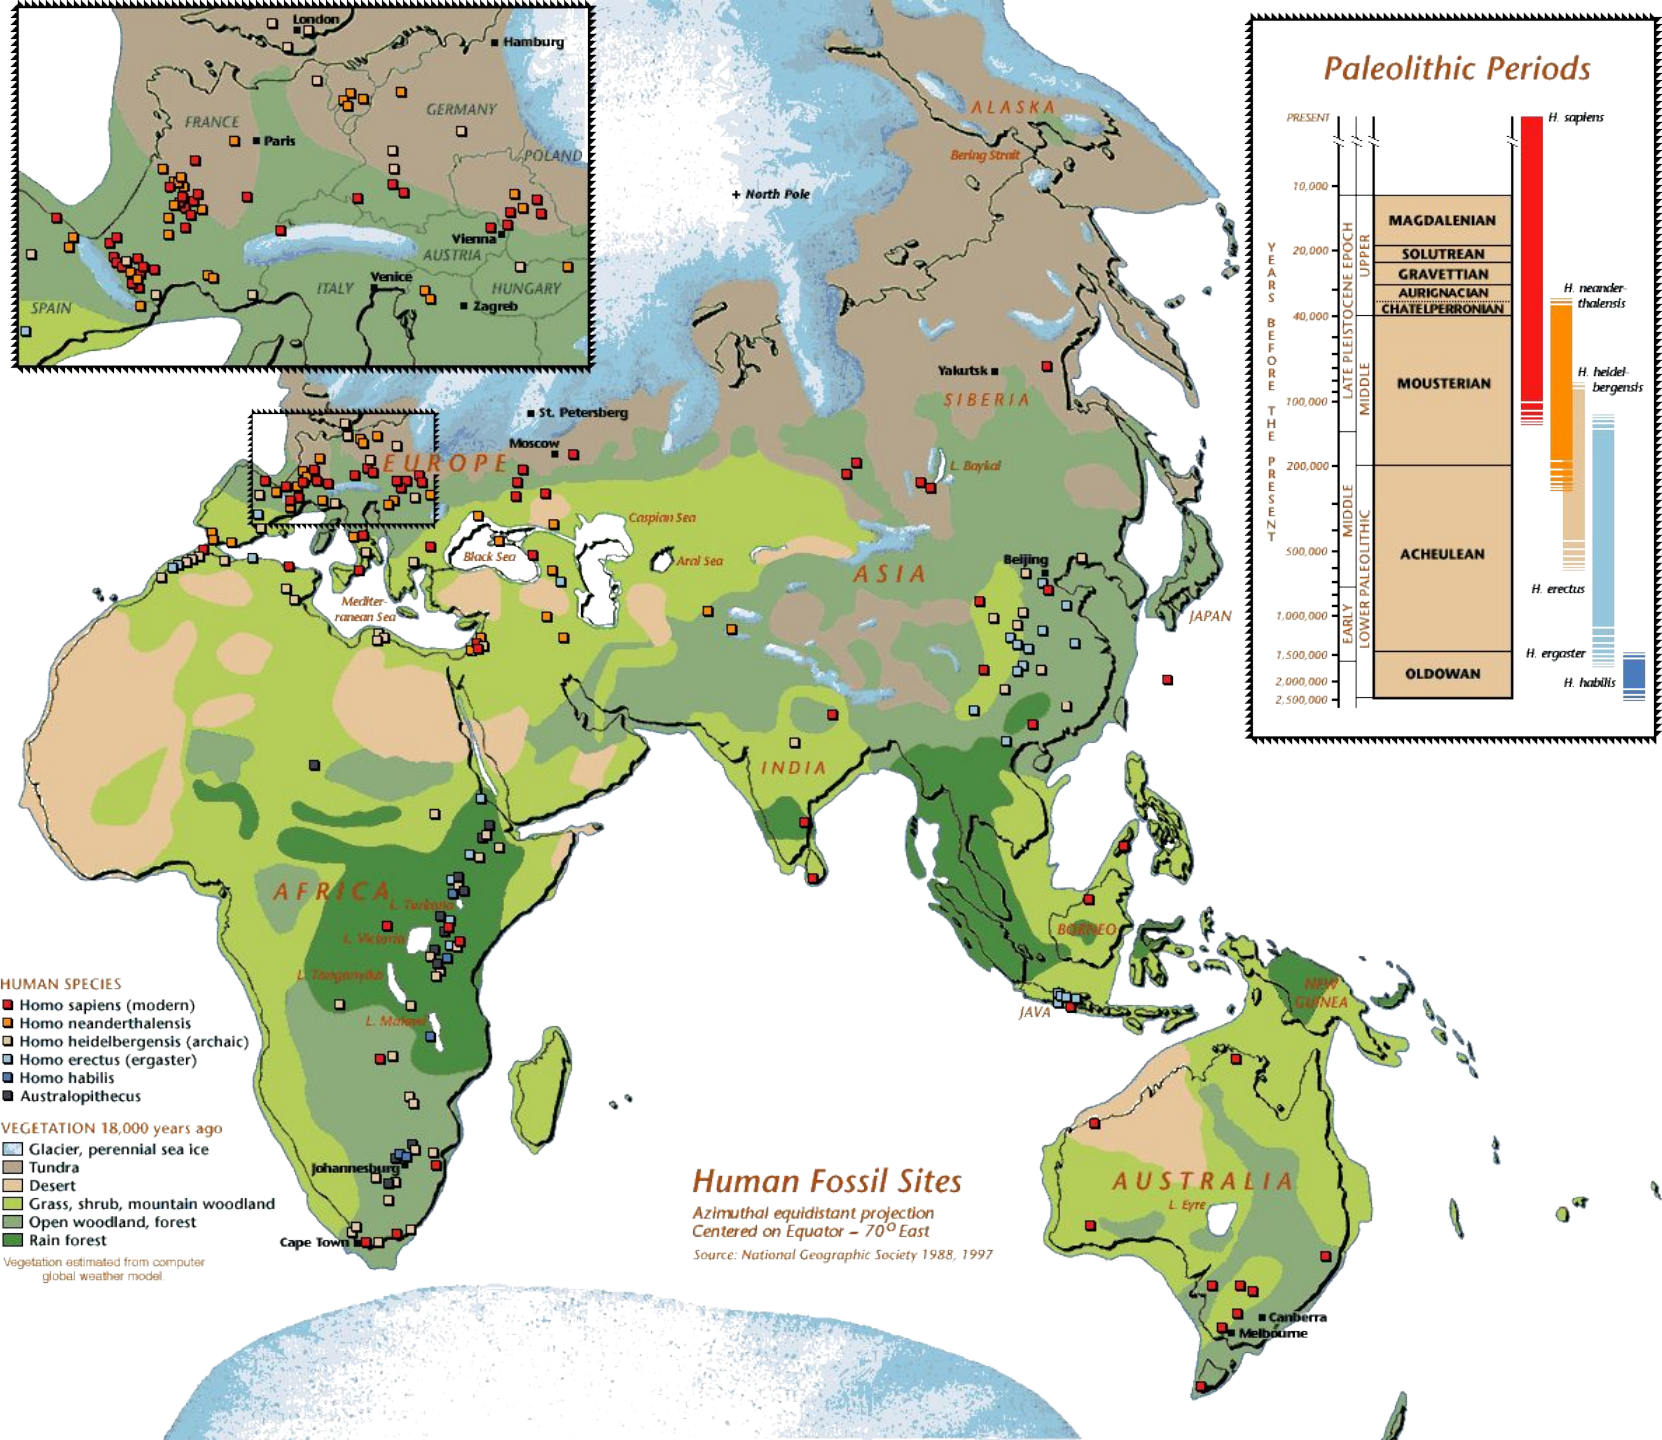 London
Hamburg
FRANCE
GERMANY
Paris
POLAND
Vienna
AUSTRIA
Venice
ITALY
HUNGARY
SPAIN
Zagreb
Paleolithic Periods
PRESENT
10,000
20,000
40,000
100,000
200,000
500,000
1,000,000
1,500,000
2,000,000
2,500,000
YEARS BEFORE THE PRESENT
LATE PLEISTOCENE EPOCH
MIDDLE
EARLY
UPPER
MIDDLE
LOWER PALEOLITHIC
MAGDALENIAN
SOLUTREAN
GRAVETTIAN
AURIGNACIAN
CHATELPERRONIAN
MOUSTERIAN
ACHEULEAN
OLDOWAN
H. sapiens
H. neander-
thalensis
H. heidel-
bergensis
H. erectus
H. ergaster
H. habilis
ALASKA
Bering Strait
+ North Pole
Yakutsk
SIBERIA
St. Petersberg
Moscow
EUROPE
L. Baykal
Caspian Sea
Black Sea
Aral Sea
ASIA
Beijing
Mediter-
ranean Sea
JAPAN
INDIA
AFRICA
L. Turkana
L. Victoria
BORNEO
L. Tanganyika
NEW
GUINEA
JAVA
L. Malawi
HUMAN SPECIES
Homo sapiens (modern)
Homo neanderthalensis
Homo heidelbergensis (archaic)
Homo erectus (ergaster)
Homo habilis
Australopithecus
VEGETATION 18,000 years ago
Glacier, perennial sea ice
Tundra
Desert
Grass, shrub, mountain woodland
Open woodland, forest
Rain forest
Vegetation estimated from computer
global weather model.
Johannesburg
Cape Town
Human Fossil Sites
Azimuthal equidistant projection
Centered on Equator – 70° East
Source: National Geographic Society 1988, 1997
AUSTRALIA
L. Eyre
Canberra
Melbourne